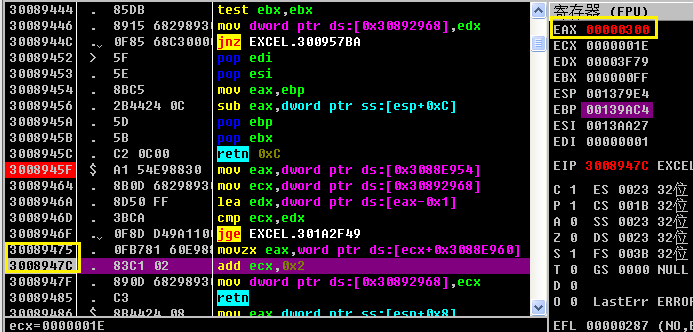 30089444 . 85DB test ebx,ebx
30089446 . 8915 68298930 mov dword ptr ds:[0x30892968],edx
3008944C . 0F85 68C30000 jnz EXCEL.300957BA
30089452 > 5F pop edi
30089453 . 5E pop esi
30089454 . 8BC5 mov eax,ebp
30089456 . 2B4424 0C sub eax,dword ptr ss:[esp+0xC]
3008945A . 5D pop ebp
3008945B . 5B pop ebx
3008945C . C2 0C00 retn 0xC
3008945F $ A1 54E98830 mov eax,dword ptr ds:[0x3088E954]
30089464 . 8B0D 68298930 mov ecx,dword ptr ds:[0x30892968]
3008946A . 8D50 FF lea edx,dword ptr ds:[eax-0x1]
3008946D . 3BCA cmp ecx,edx
3008946F . 0F8D D49A1100 jge EXCEL.301A2F49
30089475 . 0FB781 60E988 movzx eax,word ptr ds:[ecx+0x3088E960]
3008947C . 83C1 02 add ecx,0x2
3008947F . 890D 68298930 mov dword ptr ds:[0x30892968],ecx
30089485 . C3 retn
30089486 $ 8B4424 08 mov eax,dword ptr ss:[esp+0x8]
ecx=0000001E
寄存器 (FPU)
EAX 00000300
ECX 0000001E
EDX 00003F79
EBX 000000FF
ESP 001379E4
EBP 00139AC4
ESI 0013AA27
EDI 00000001
EIP 3008947C EXCEL
C 1 ES 0023 32位
P 1 CS 001B 32位
A 0 SS 0023 32位
Z 0 DS 0023 32位
S 1 FS 003B 32位
T 0 GS 0000 NULL
D 0
O 0 LastErr ERROR
EFL 00000287 (NO,